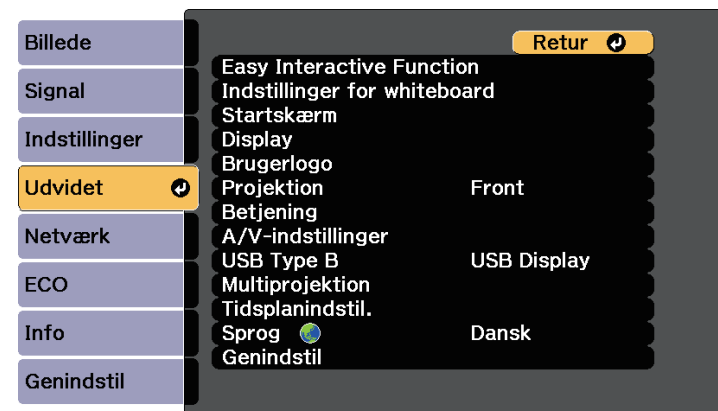 Billede
Signal
Indstillinger
Udvidet
Netværk
ECO
Info
Genindstil
Retur
Easy Interactive Function
Indstillinger for whiteboard
Startskærm
Display
Brugerlogo
Projektion Front
Betjening
A/V-indstillinger
USB Type B USB Display
Multiprojektion
Tidsplanindstil.
Sprog Dansk
Genindstil